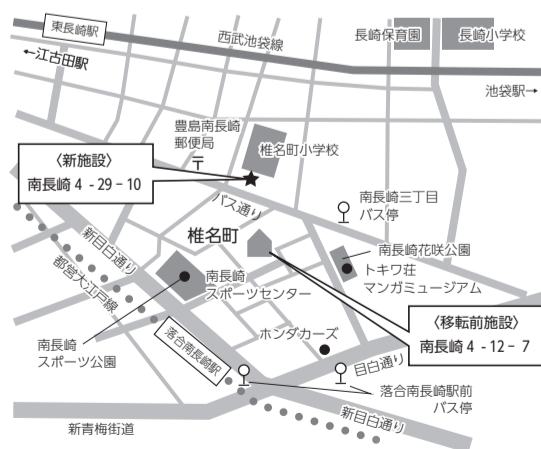 東長崎駅
西武池袋線
長崎保育園
長崎小学校
←江古田駅
池袋駅→
豊島南長崎
郵便局
椎名町小学校
〈新施設〉
南長崎 4 -29-10
バス通り
南長崎三丁目
バス停
新目白通り
椎名町
都営大江戸線
南長崎花咲公園
トキワ荘
マンガミュージアム
南長崎
スポーツセンター
〈移転前施設〉
南長崎 4 -12-7
南長崎
スポーツ公園
落合南長崎駅
ホンダカーズ
目白通り
落合南長崎駅前
バス停
新青梅街道
新目白通り